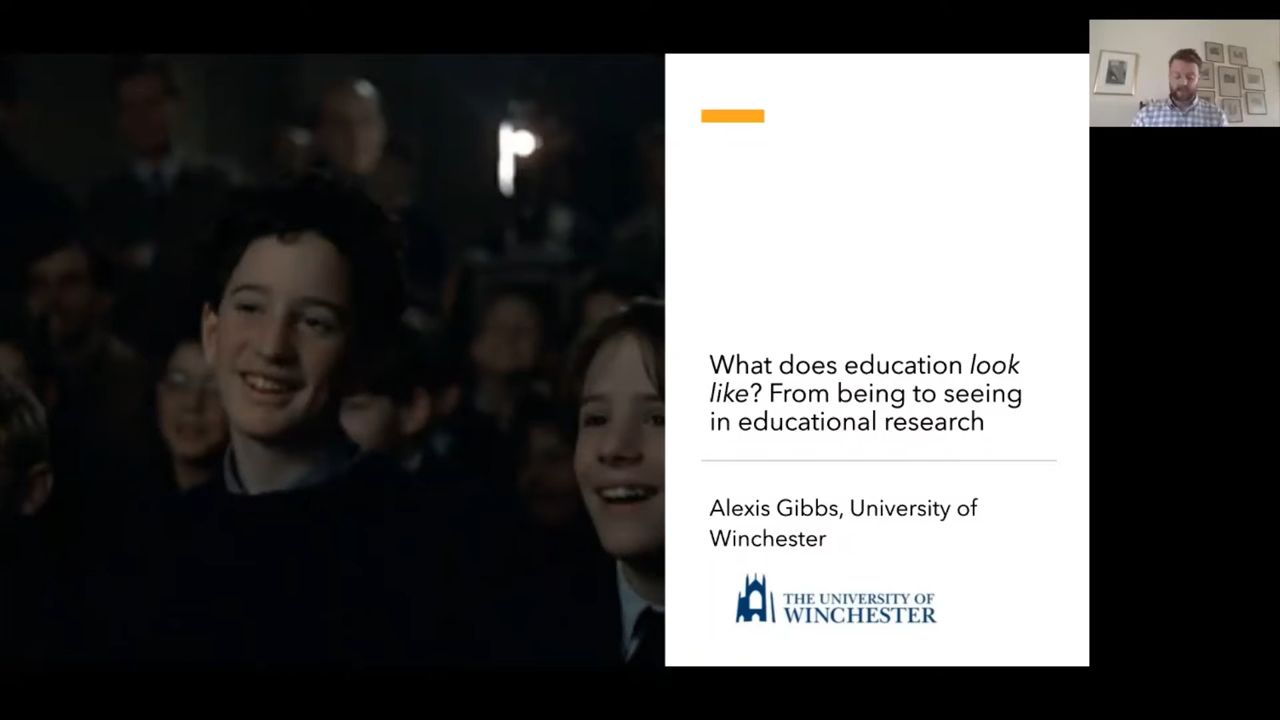 What does education look
like? From being to seeing
in educational research
Alexis Gibbs, University of
Winchester
THE UNIVERSITY OF
WINCHESTER